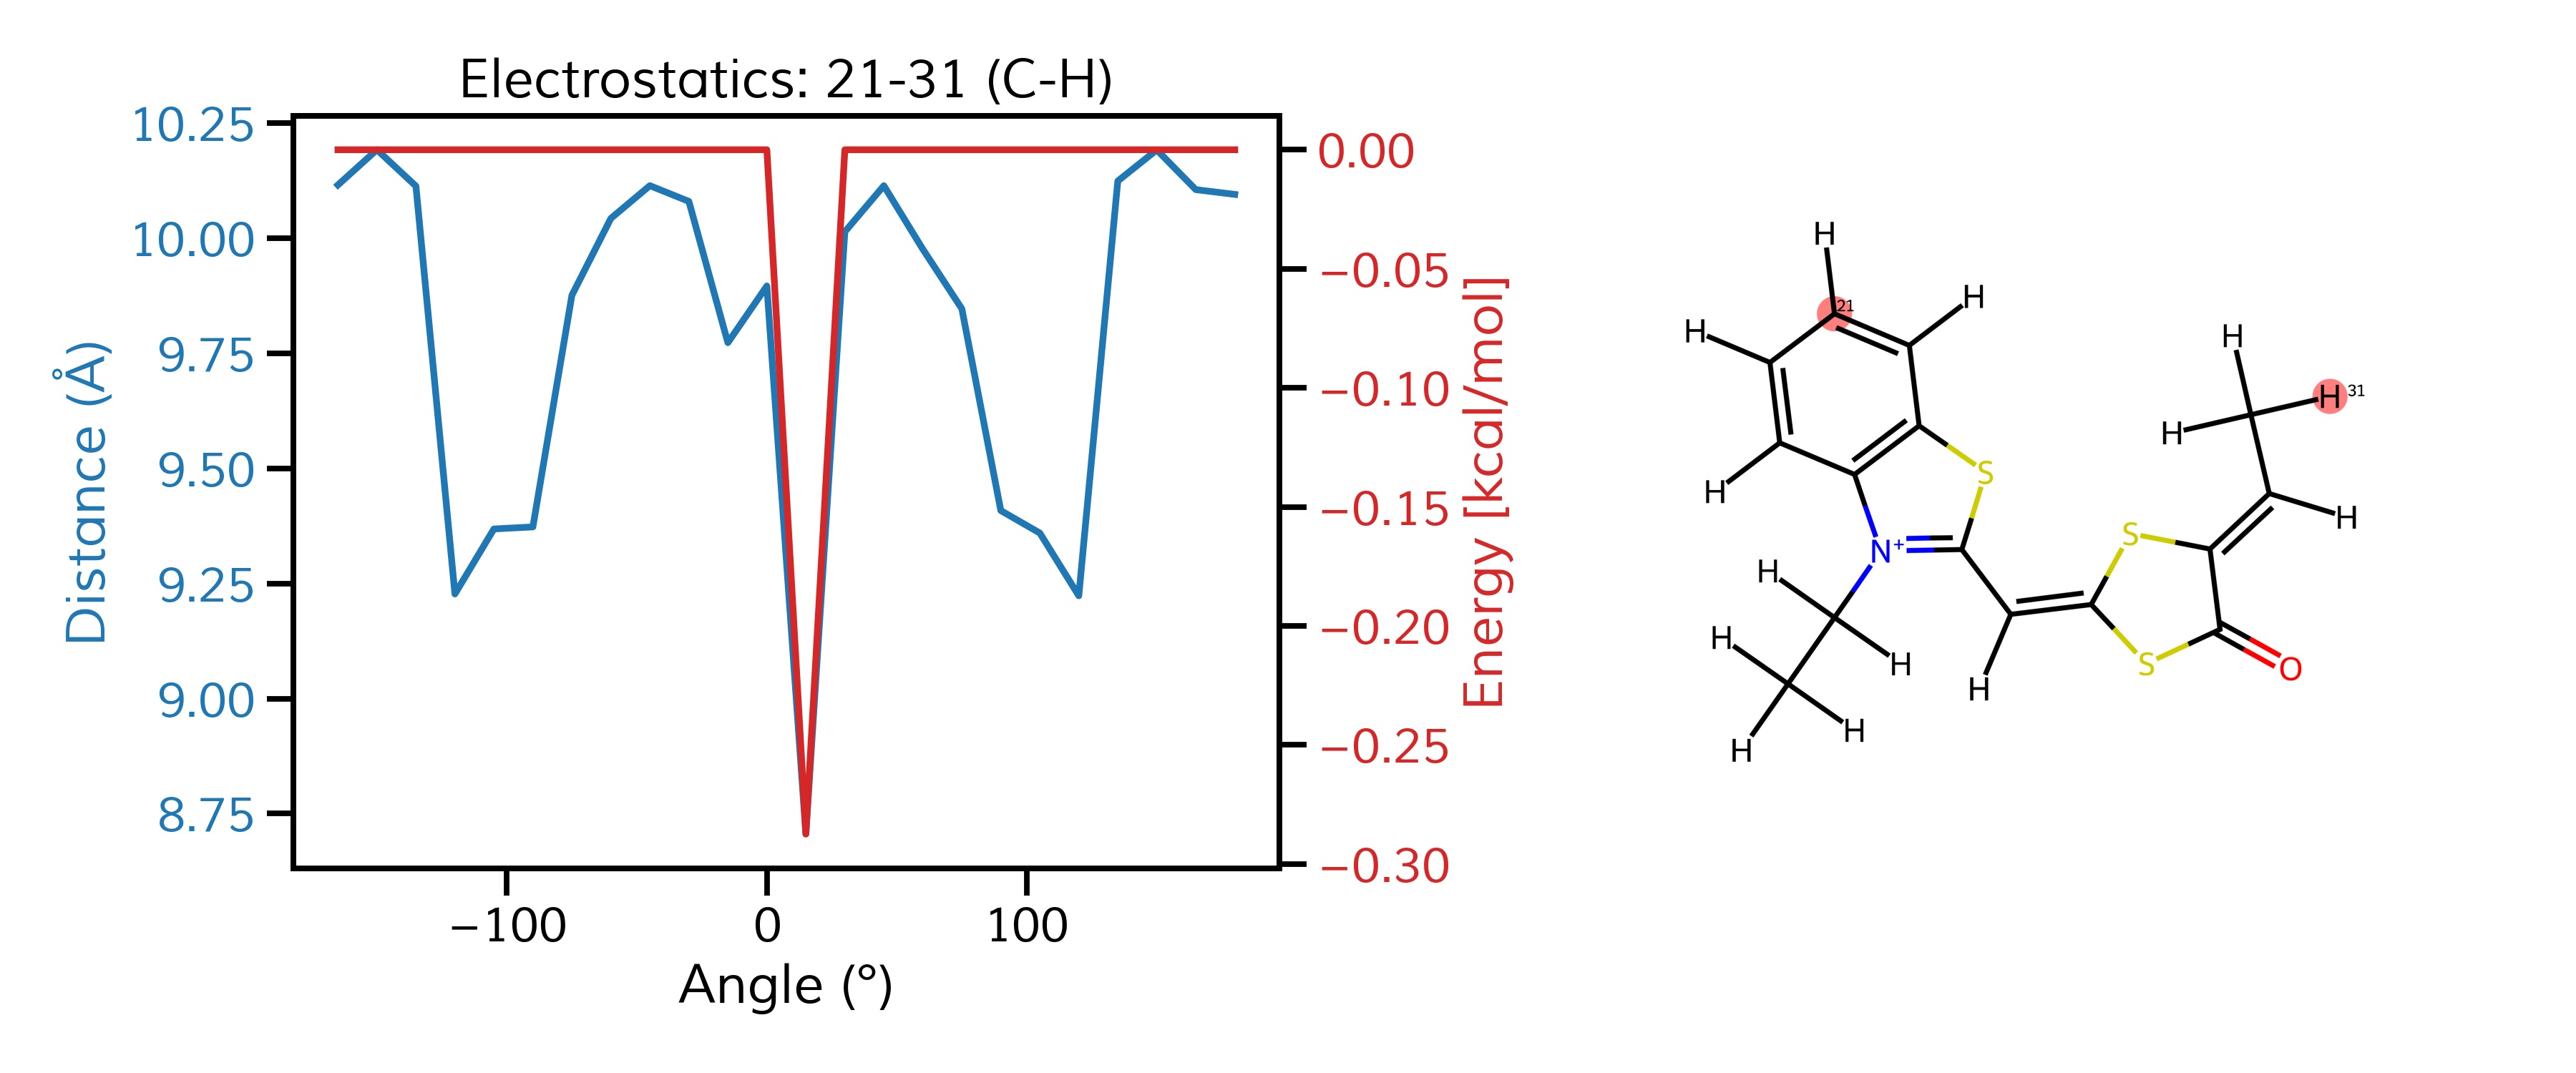 Electrostatics: 21-31 (C-H)
Distance (Å)
10.25
10.00
9.75
9.50
9.25
9.00
8.75
0.00
−0.05
−0.10
−0.15
−0.20
−0.25
−0.30
Energy [kcal/mol]
−100 0 100
Angle (°)
H
21
H
H
H
H 31
H
S
H
H
S
N+
H
H
H
S
O
H
H
H
H